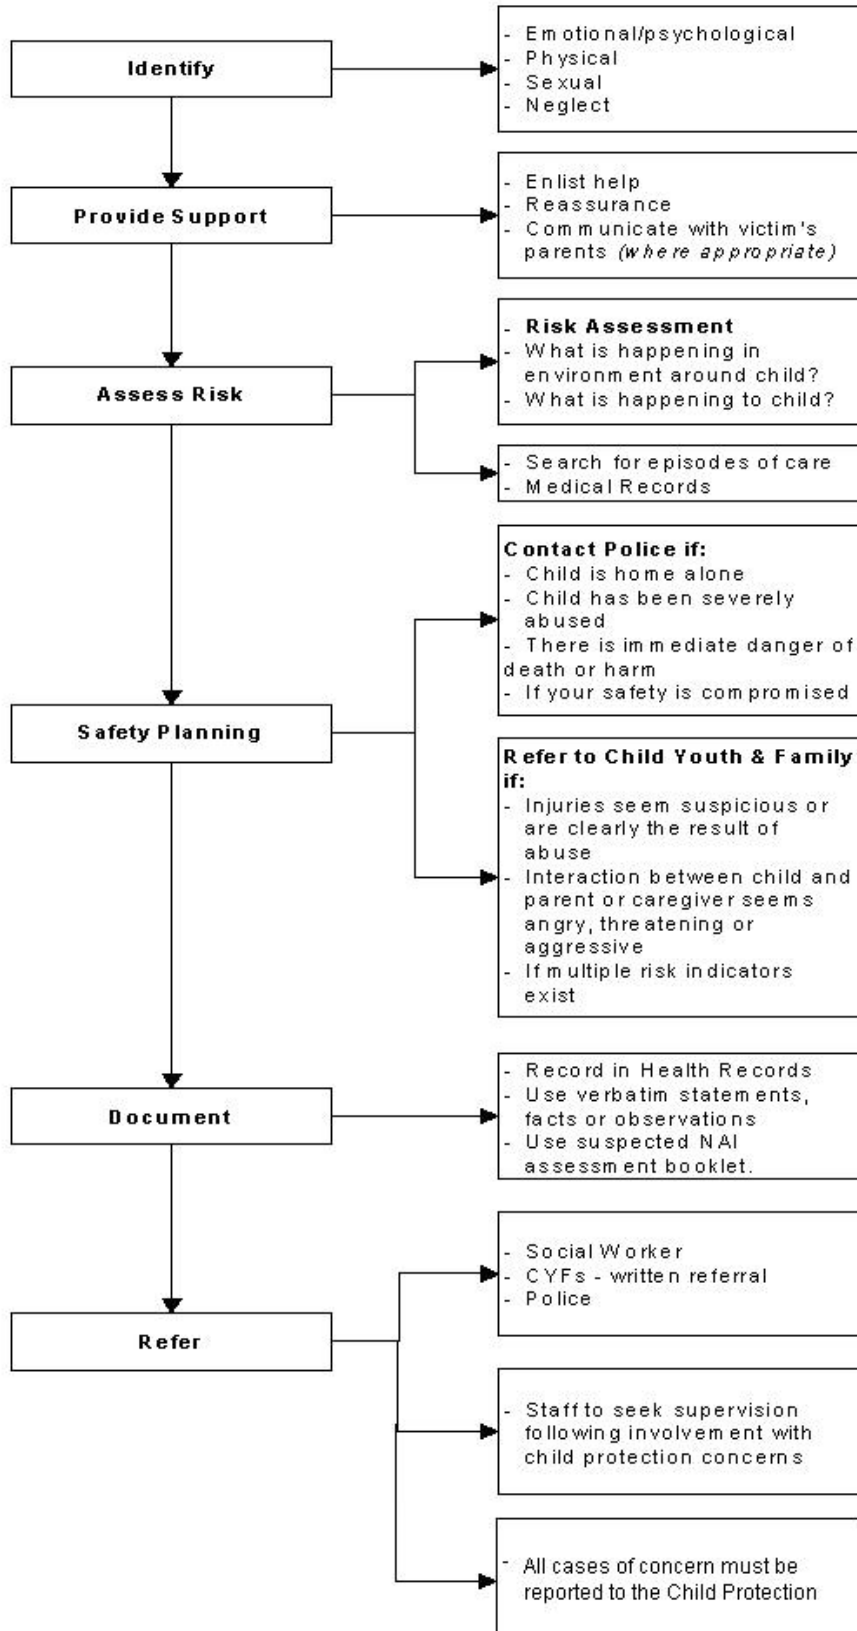 Identify
- Emotional/psychological
- Physical
- Sexual
- Neglect
Provide Support
- Enlist help
- Reassurance
- Communicate with victim's
parents (where appropriate)
Assess Risk
- Risk Assessment
- What is happening in
environment around child?
- What is happening to child?
- Search for episodes of care
- Medical Records
Safety Planning
Contact Police if:
- Child is home alone
- Child has been severely
abused
- There is immediate danger of
death or harm
- If your safety is compromised
Refer to Child Youth & Family
if:
- Injuries seem suspicious or
are clearly the result of
abuse
- Interaction between child and
parent or caregiver seems
angry, threatening or
aggressive
- If multiple risk indicators
exist
Document
- Record in Health Records
- Use verbatim statements,
facts or observations
- Use suspected NAI
assessment booklet.
Refer
- Social Worker
- CYFs - written referral
- Police
- Staff to seek supervision
following involvement with
child protection concerns
- All cases of concern must be
reported to the Child Protection